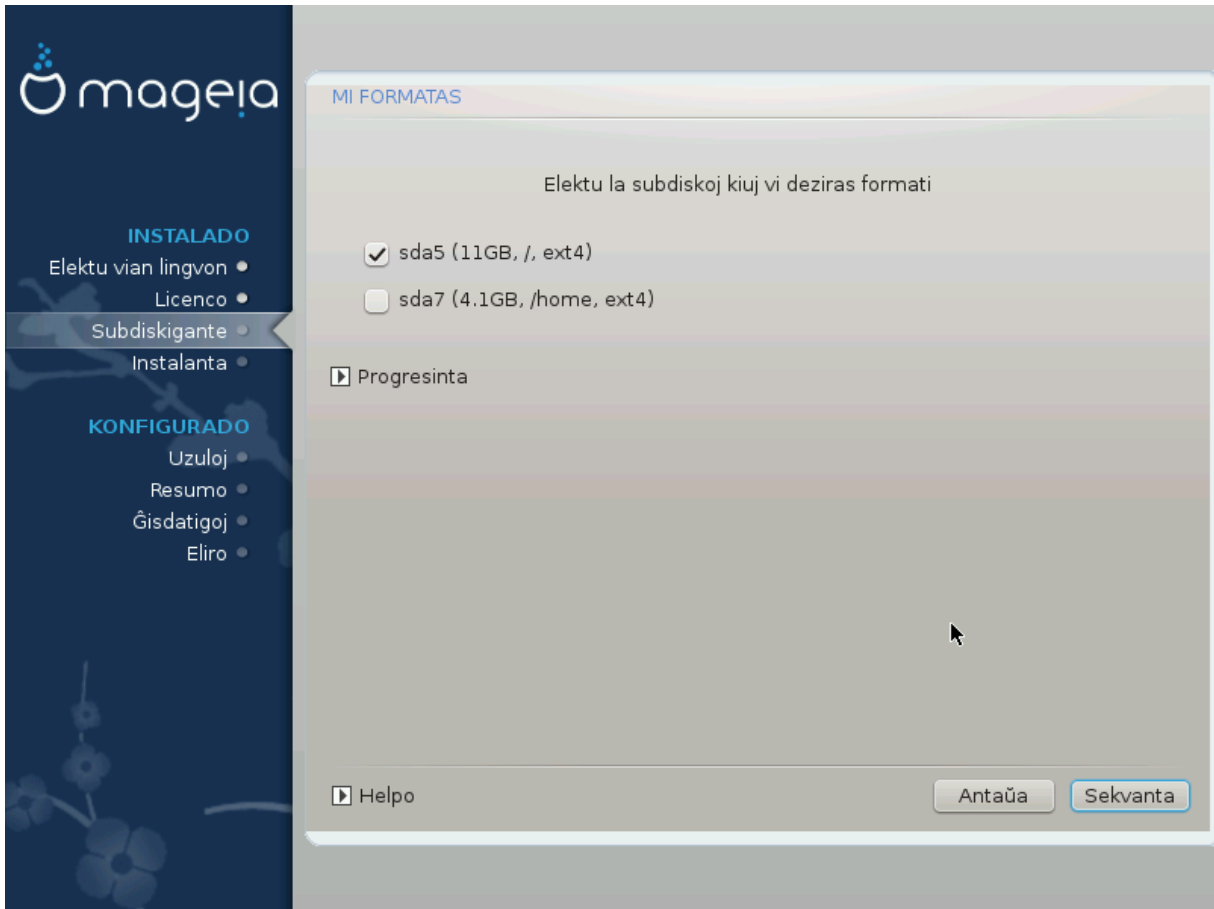 mageia
INSTALADO
Elektu vian lingvon
Licenco
Subdiskigante
Instalanta
KONFIGURADO
Uzuloj
Resumo
Ĝisdatigoj
Eliro
MI FORMATAS
Elektu la subdiskoj kiuj vi deziras formati
sda5 (11GB, /, ext4)
sda7 (4.1GB, /home, ext4)
Progresinta
Helpo
Antaŭa
Sekvanta